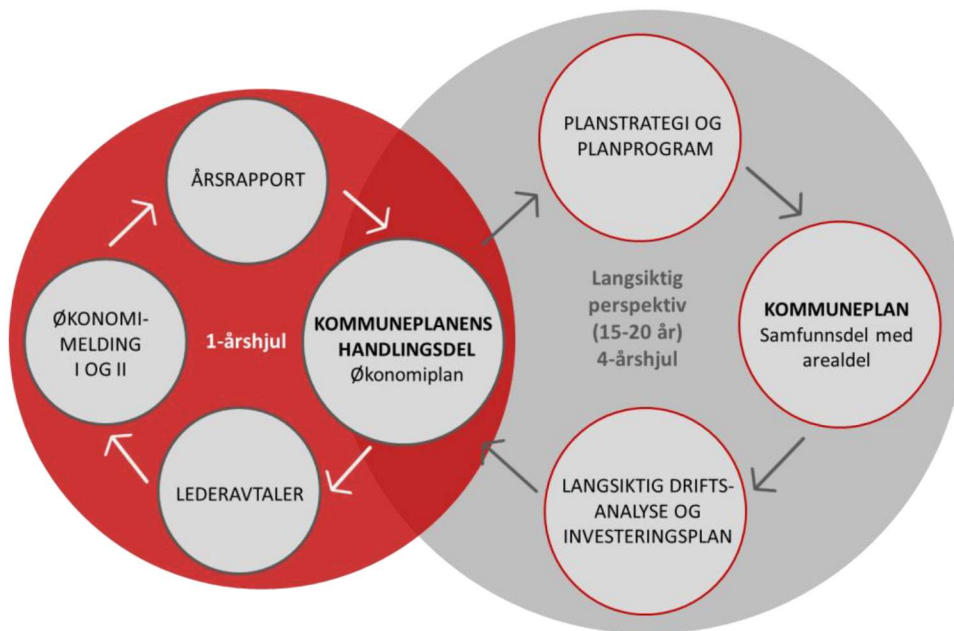 ÅRSRAPPORT
ØKONOMI-
MELDING
I OG II
1-årshjul
KOMMUNEPLANENS
HANDLINGSDEL
Økonomiplan
LEDERAVTALER
PLANSTRATEGI OG
PLANPROGRAM
Langsiktig
perspektiv
(15-20 år)
4-årshjul
KOMMUNEPLAN
Samfunnsdel med
arealdel
LANGSIKTIG DRIFTS-
ANALYSE OG
INVESTERINGSPLAN